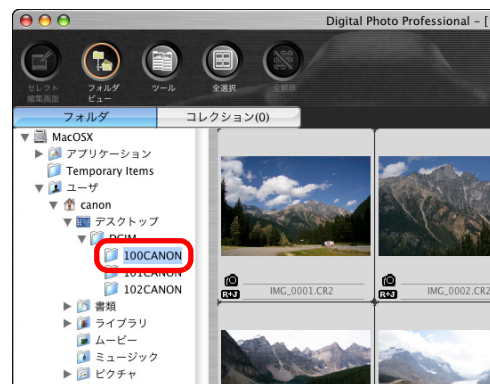 Digital Photo Professional – [
セレクト
編集画面
フォルダ
ビュー
ツール
全選択
全解除
フォルダ
コレクション(0)
MacOSX
アプリケーション
Temporary Items
ユーザ
canon
デスクトップ
DCIM
100CANON
101CANON
102CANON
書類
ライブラリ
ムービー
ミュージック
ピクチャ
R+J
IMG_0001.CR2
R+J
IMG_0002.CR2